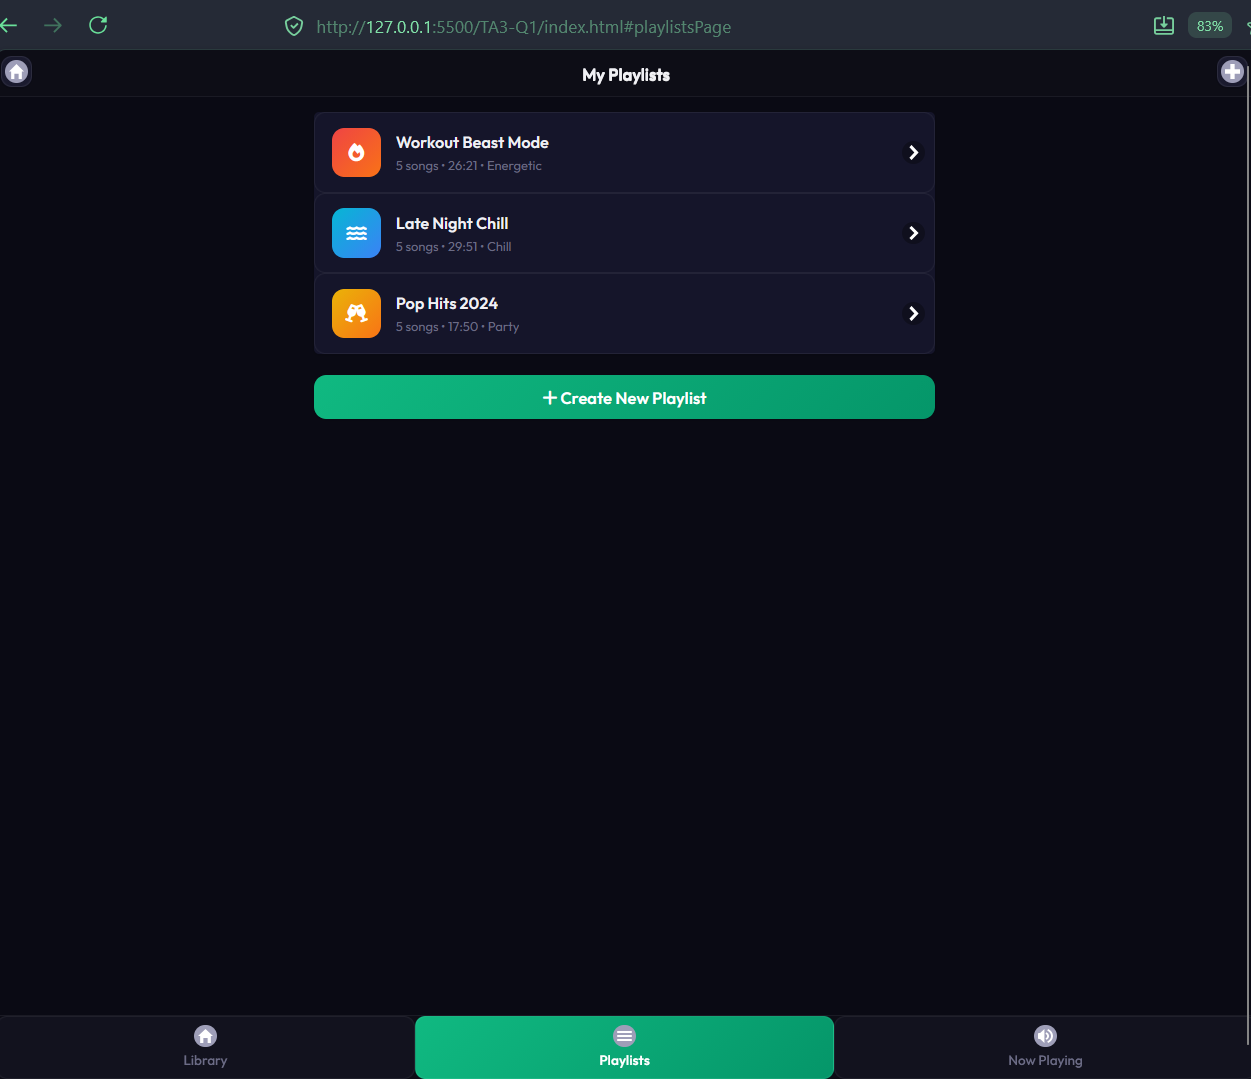 http://127.0.0.1:5500/TA3-Q1/index.html#playlistsPage
83%
My Playlists
Workout Beast Mode
5 songs • 26:21 • Energetic
Late Night Chill
5 songs • 29:51 • Chill
Pop Hits 2024
5 songs • 17:50 • Party
Create New Playlist
Library
Playlists
Now Playing